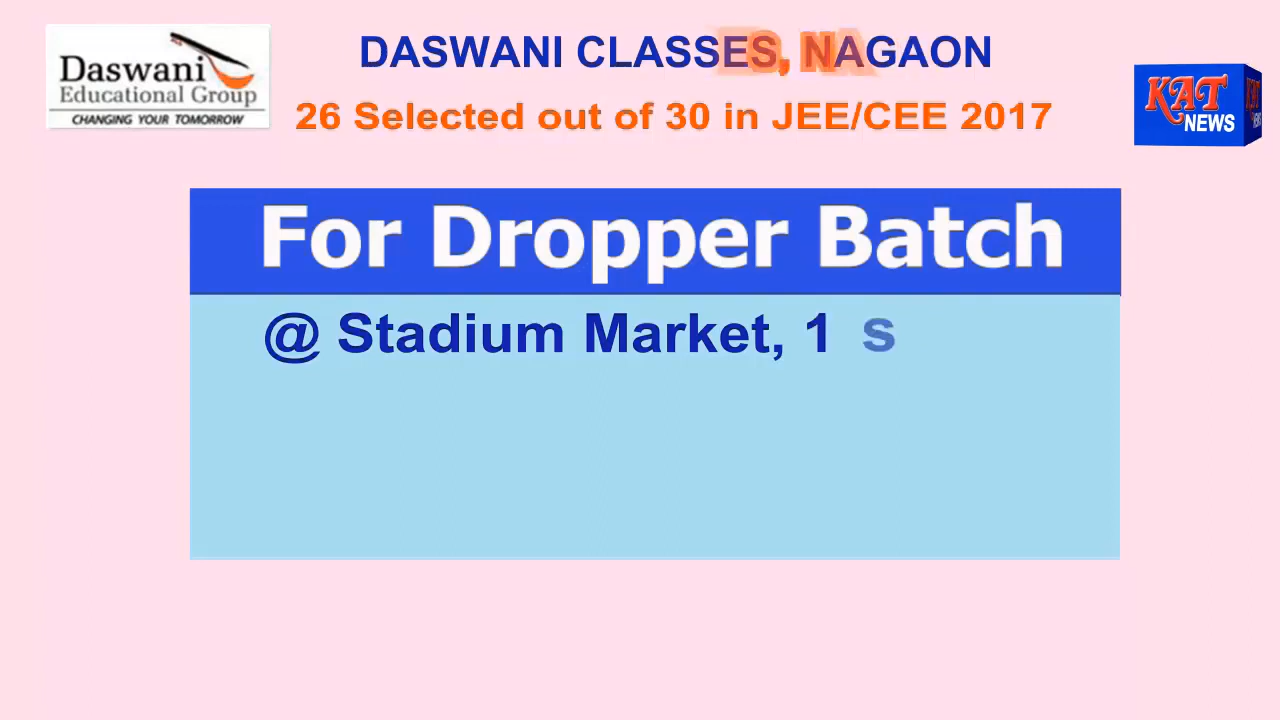 Daswani
Educational Group
CHANGING YOUR TOMORROW
DASWANI CLASSES, NAGAON
26 Selected out of 30 in JEE/CEE 2017
KAT
NEWS
For Dropper Batch
@ Stadium Market, 1 s